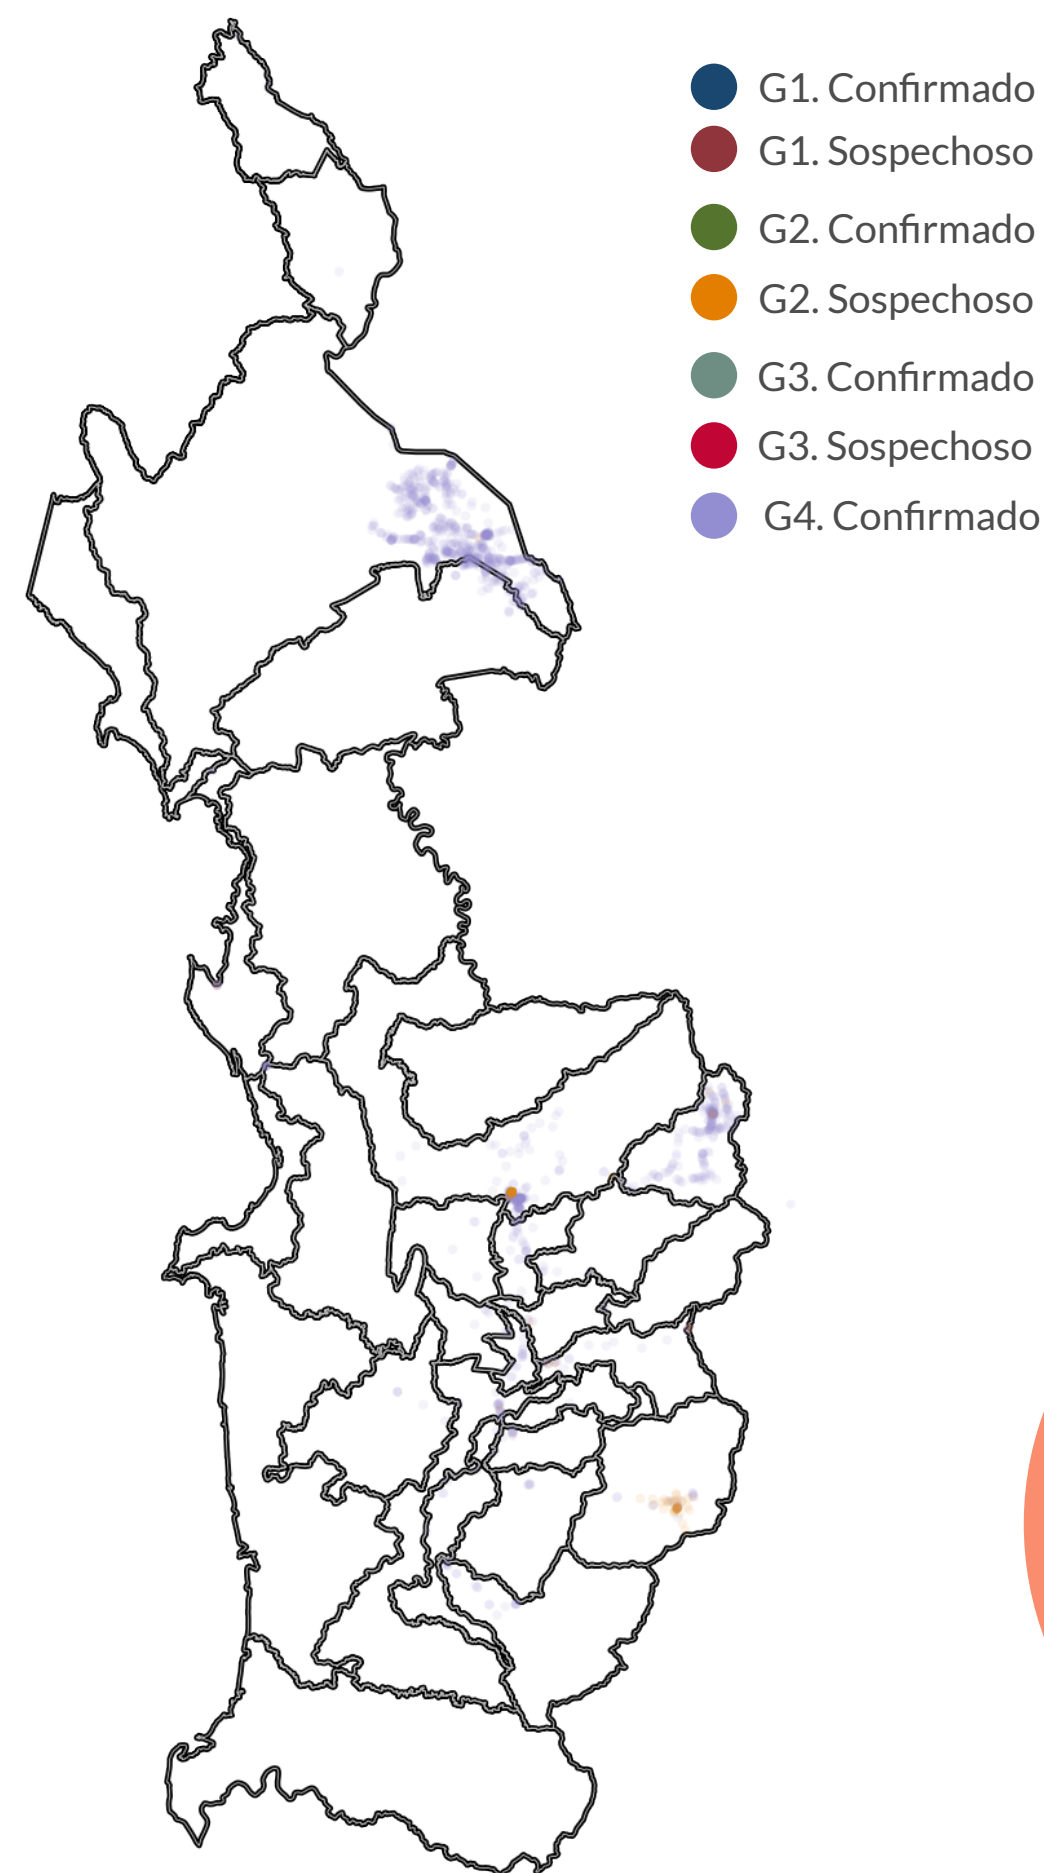 G1. Confirmado
G1. Sospechoso
G2. Confirmado
G2. Sospechoso
G3. Confirmado
G3. Sospechoso
G4. Confirmado